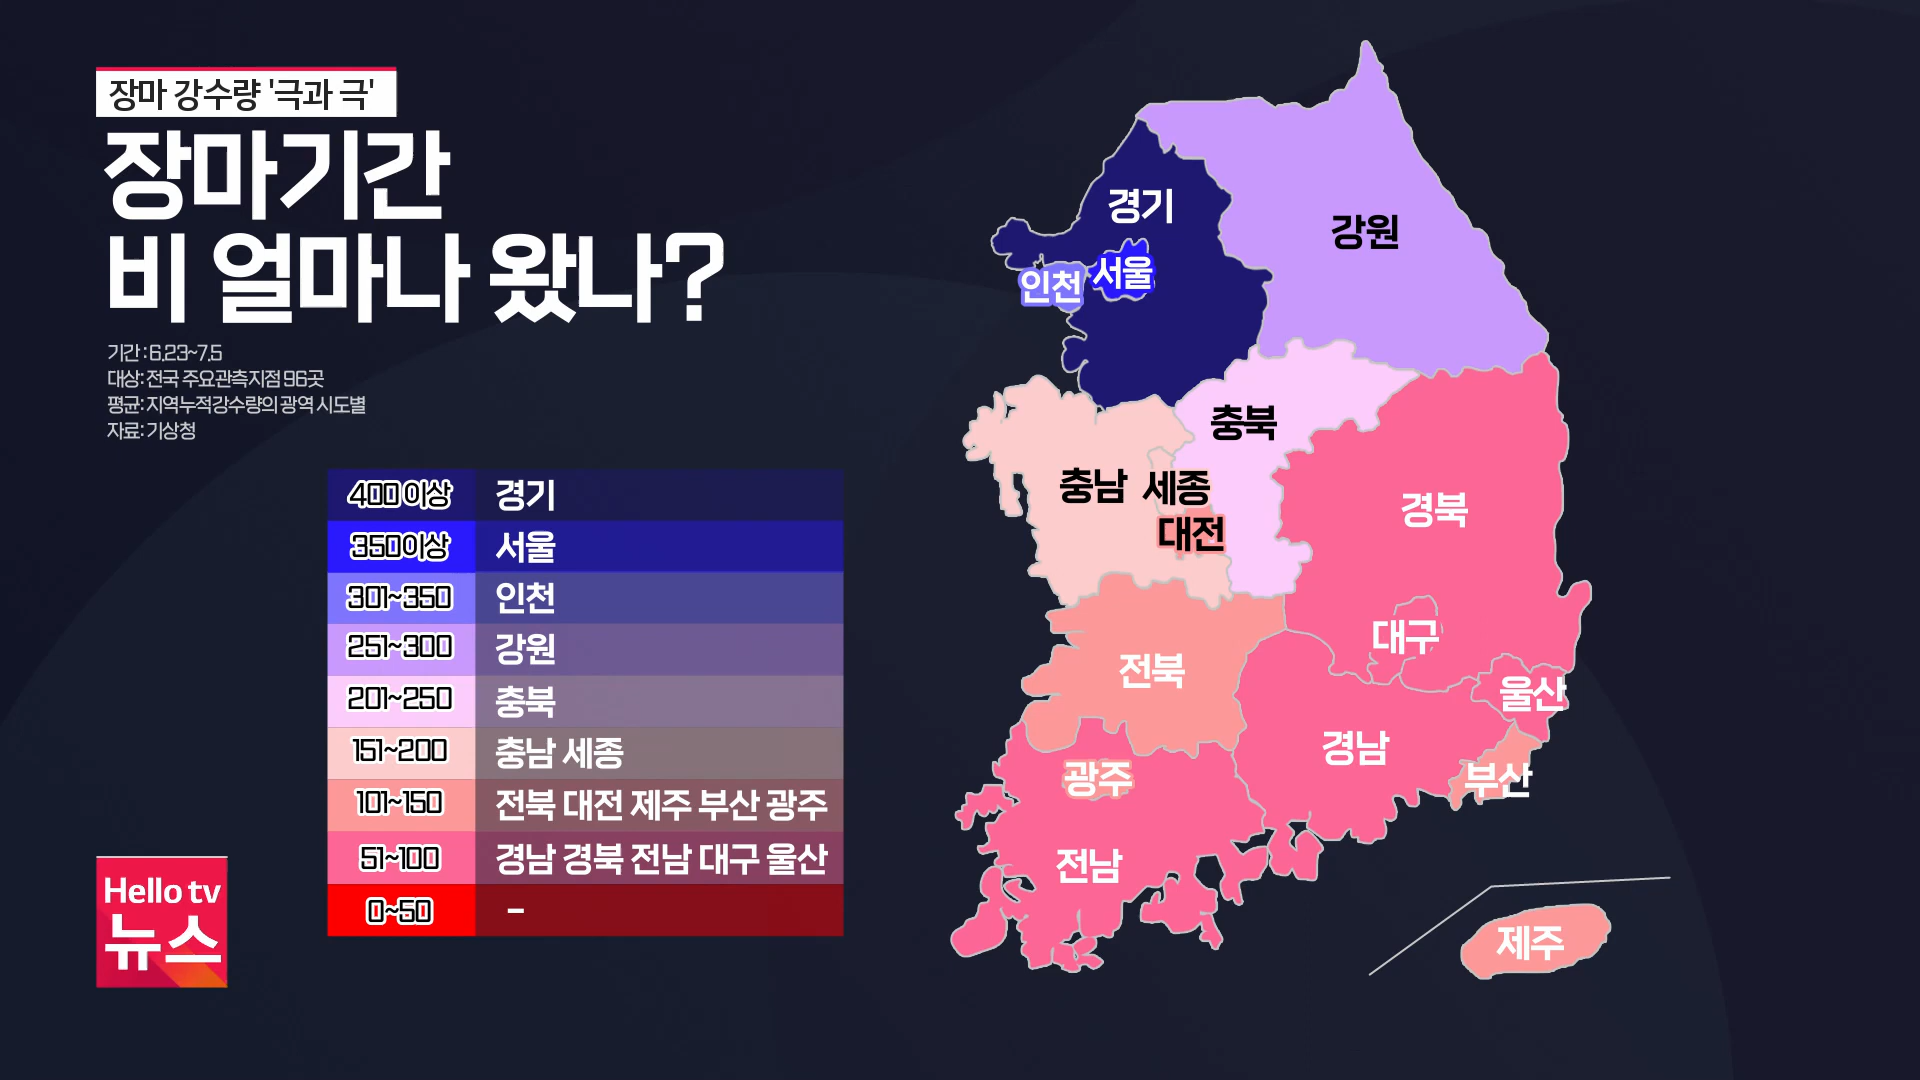 장마 강수량 '극과 극'
장마기간
비 얼마나 왔나?
기간 : 6.23~7.5
대상: 전국 주요관측지점 96곳
평균: 지역누적강수량의 광역 시도별
자료: 기상청
400 이상 경기
350이상 서울
301~350 인천
251~300 강원
201~250 충북
151~200 충남 세종
101~150 전북 대전 제주 부산 광주
51~100 경남 경북 전남 대구 울산
0~50 -
Hello tv
뉴스
경기
강원
서울
인천
충북
충남
세종
대전
경북
대구
전북
울산
경남
부산
광주
전남
제주